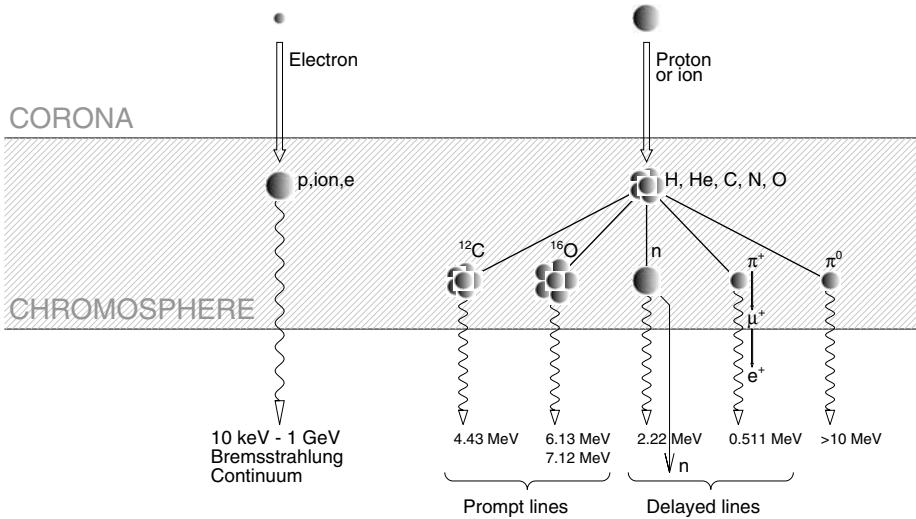 Electron
Proton
or ion
CORONA
p,ion,e
H, He, C, N, O
¹²C
¹⁶O
n
π⁺
π⁰
CHROMOSPHERE
μ⁺
e⁺
10 keV - 1 GeV
Bremsstrahlung
Continuum
4.43 MeV
6.13 MeV
7.12 MeV
2.22 MeV
0.511 MeV
>10 MeV
n
Prompt lines
Delayed lines